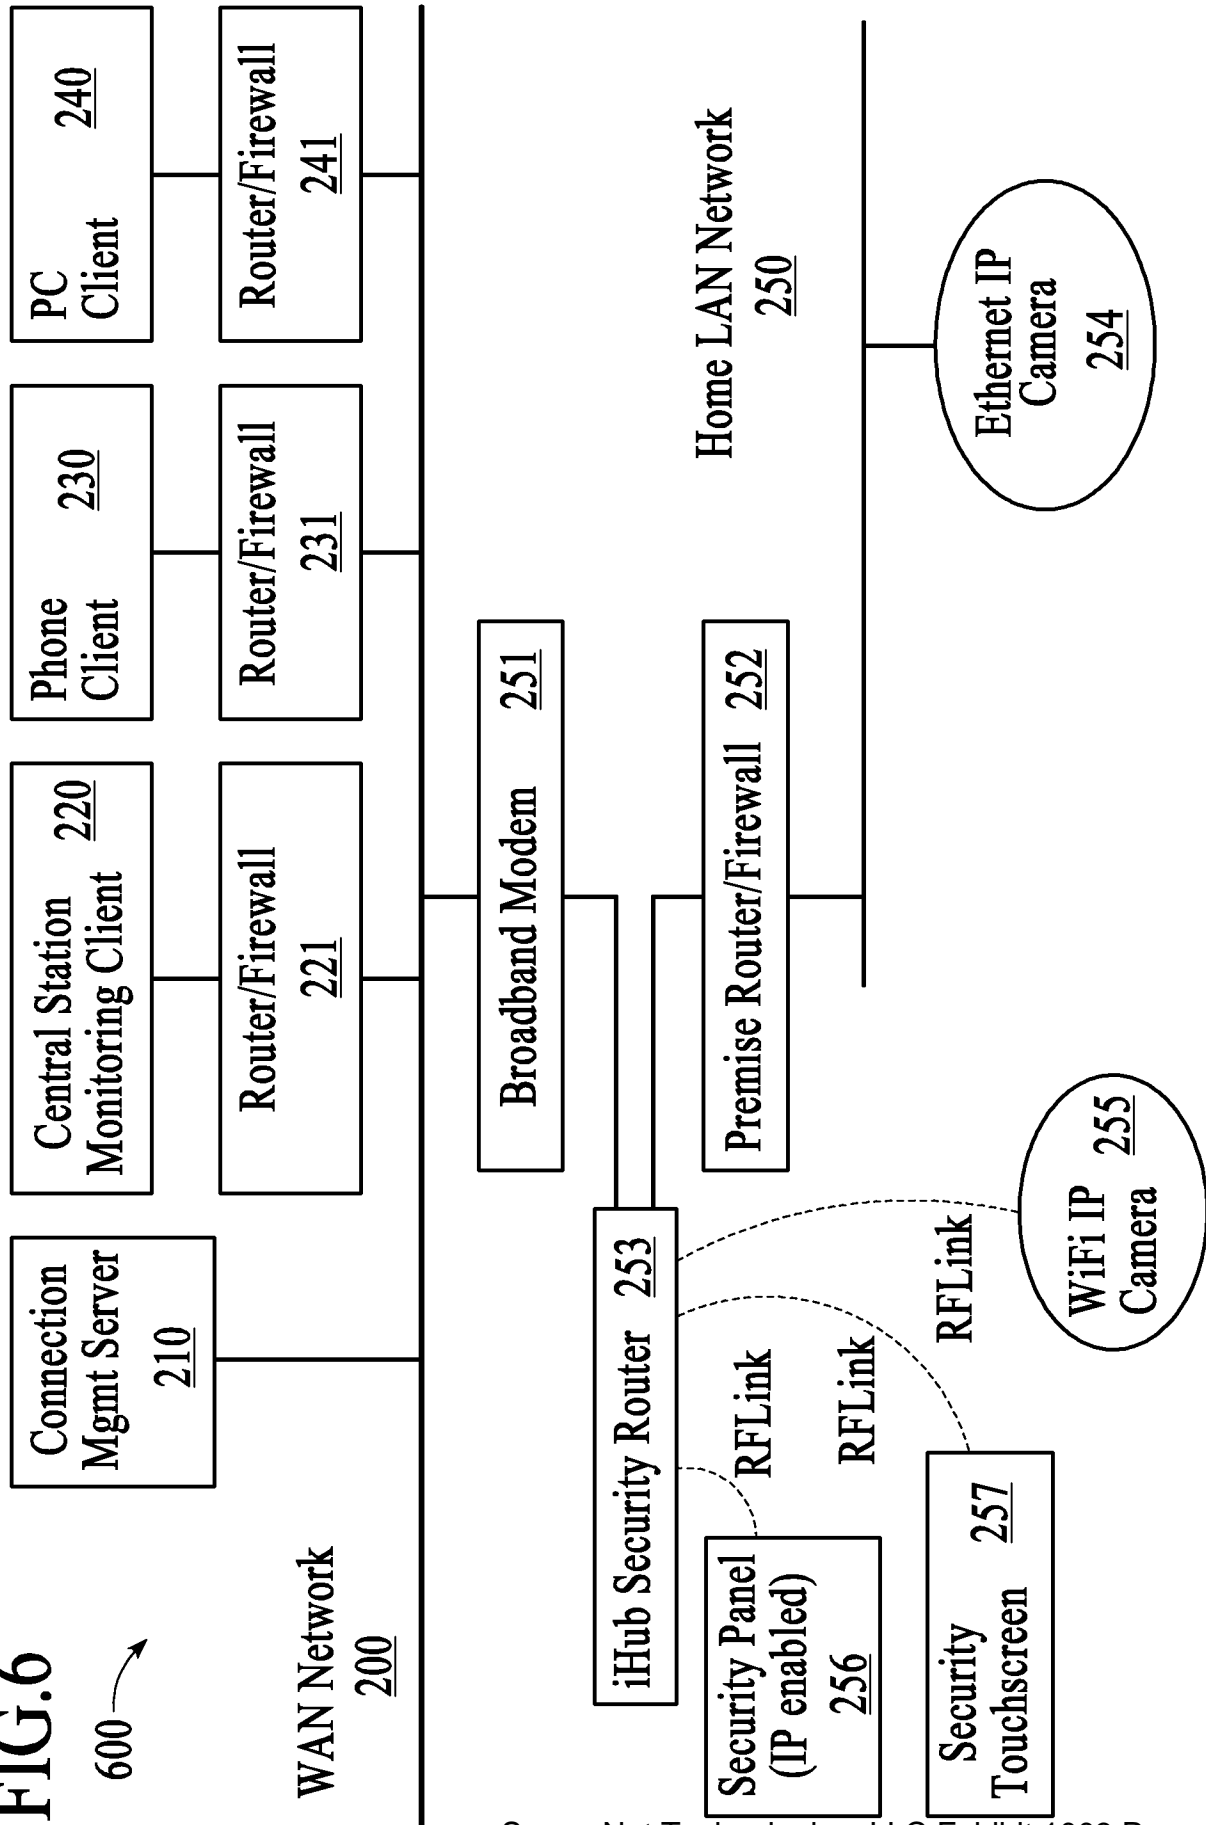 FIG.6
600
WAN Network
200
Connection
Mgmt Server
210
Central Station
Monitoring Client
220
Phone
Client
230
PC
Client
240
Router/Firewall
221
Router/Firewall
231
Router/Firewall
241
Broadband Modem 251
iHub Security Router 253
Premise Router/Firewall 252
Home LAN Network
250
RFLink
RFLink
RFLink
Security Panel
(IP enabled)
256
Security
Touchscreen
257
WiFi IP
Camera
255
Ethernet IP
Camera
254